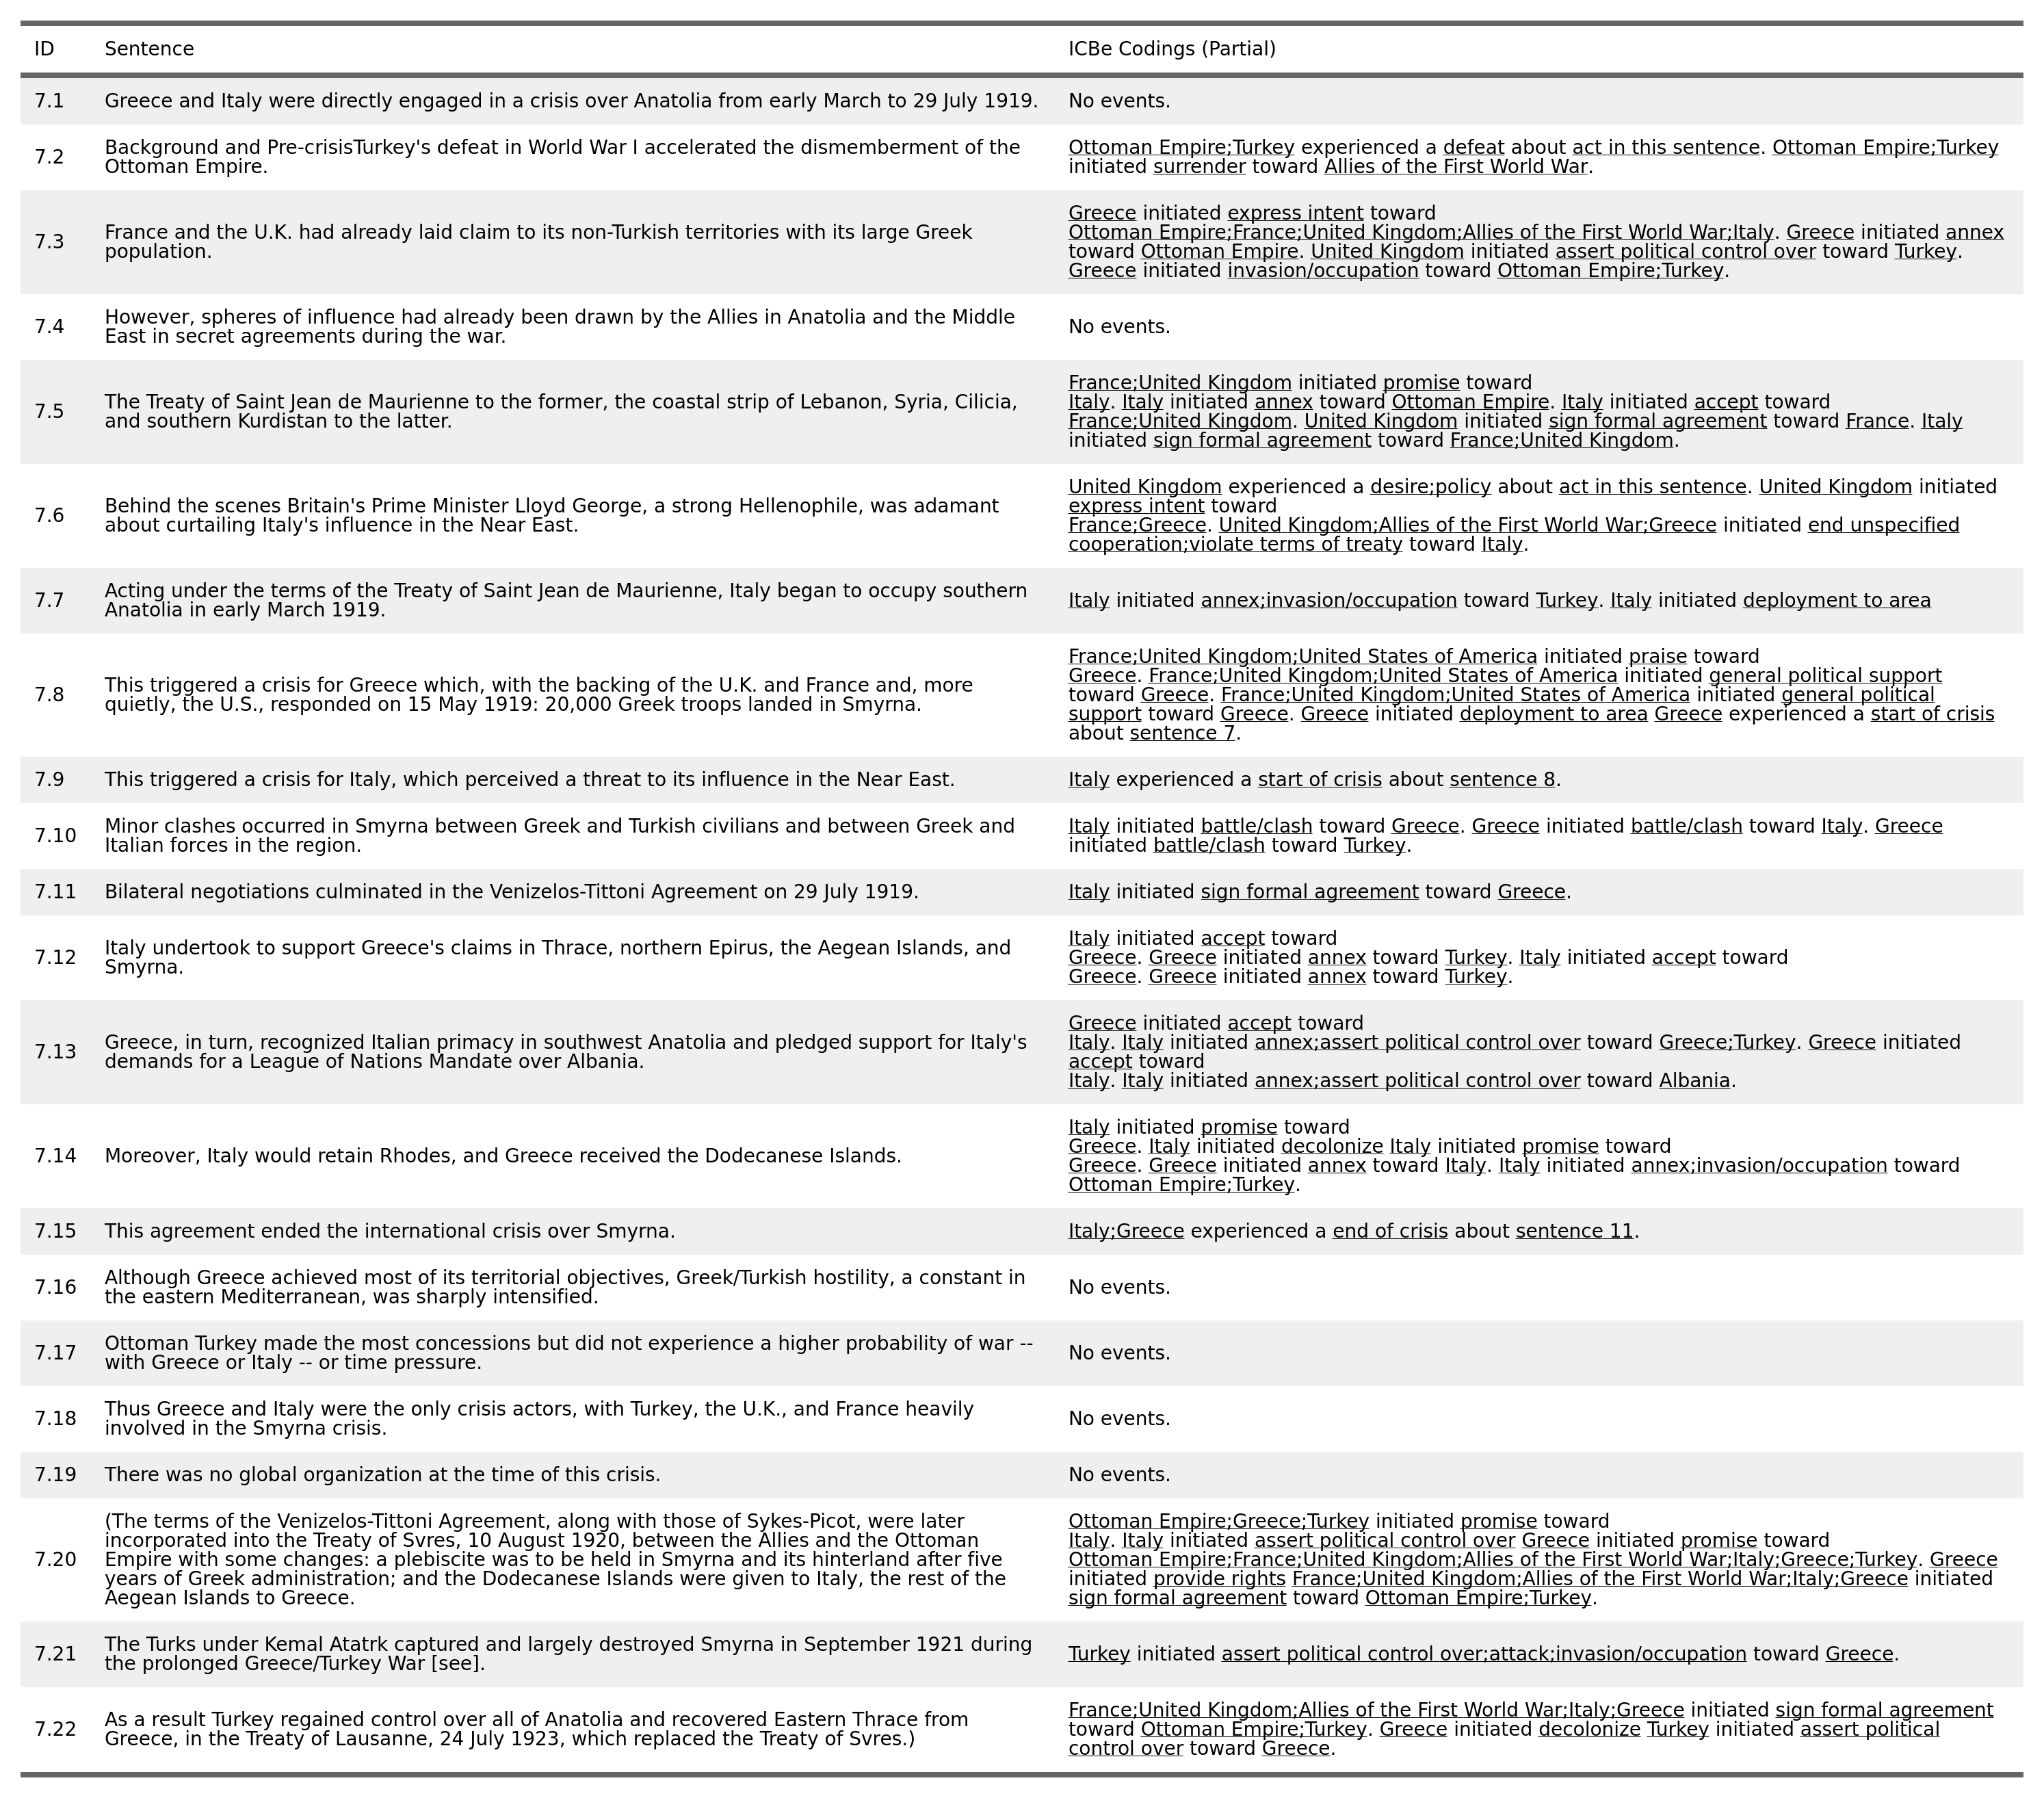 ID Sentence ICBe Codings (Partial)
7.1 Greece and Italy were directly engaged in a crisis over Anatolia from early March to 29 July 1919. No events.
7.2 Background and Pre-crisisTurkey's defeat in World War I accelerated the dismemberment of the
Ottoman Empire.
Ottoman Empire;Turkey experienced a defeat about act in this sentence. Ottoman Empire;Turkey
initiated surrender toward Allies of the First World War.
7.3 France and the U.K. had already laid claim to its non-Turkish territories with its large Greek
population.
Greece initiated express intent toward
Ottoman Empire;France;United Kingdom;Allies of the First World War;Italy. Greece initiated annex
toward Ottoman Empire. United Kingdom initiated assert political control over toward Turkey.
Greece initiated invasion/occupation toward Ottoman Empire;Turkey.
7.4 However, spheres of influence had already been drawn by the Allies in Anatolia and the Middle
East in secret agreements during the war.
No events.
7.5 The Treaty of Saint Jean de Maurienne to the former, the coastal strip of Lebanon, Syria, Cilicia,
and southern Kurdistan to the latter.
France;United Kingdom initiated promise toward
Italy. Italy initiated annex toward Ottoman Empire. Italy initiated accept toward
France;United Kingdom. United Kingdom initiated sign formal agreement toward France. Italy
initiated sign formal agreement toward France;United Kingdom.
7.6 Behind the scenes Britain's Prime Minister Lloyd George, a strong Hellenophile, was adamant
about curtailing Italy's influence in the Near East.
United Kingdom experienced a desire;policy about act in this sentence. United Kingdom initiated
express intent toward
France;Greece. United Kingdom;Allies of the First World War;Greece initiated end unspecified
cooperation;violate terms of treaty toward Italy.
7.7 Acting under the terms of the Treaty of Saint Jean de Maurienne, Italy began to occupy southern
Anatolia in early March 1919.
Italy initiated annex;invasion/occupation toward Turkey. Italy initiated deployment to area
7.8 This triggered a crisis for Greece which, with the backing of the U.K. and France and, more
quietly, the U.S., responded on 15 May 1919: 20,000 Greek troops landed in Smyrna.
France;United Kingdom;United States of America initiated praise toward
Greece. France;United Kingdom;United States of America initiated general political support
toward Greece. France;United Kingdom;United States of America initiated general political
support toward Greece. Greece initiated deployment to area Greece experienced a start of crisis
about sentence 7.
7.9 This triggered a crisis for Italy, which perceived a threat to its influence in the Near East. Italy experienced a start of crisis about sentence 8.
7.10 Minor clashes occurred in Smyrna between Greek and Turkish civilians and between Greek and
Italian forces in the region.
Italy initiated battle/clash toward Greece. Greece initiated battle/clash toward Italy. Greece
initiated battle/clash toward Turkey.
7.11 Bilateral negotiations culminated in the Venizelos-Tittoni Agreement on 29 July 1919. Italy initiated sign formal agreement toward Greece.
7.12 Italy undertook to support Greece's claims in Thrace, northern Epirus, the Aegean Islands, and
Smyrna.
Italy initiated accept toward
Greece. Greece initiated annex toward Turkey. Italy initiated accept toward
Greece. Greece initiated annex toward Turkey.
7.13 Greece, in turn, recognized Italian primacy in southwest Anatolia and pledged support for Italy's
demands for a League of Nations Mandate over Albania.
Greece initiated accept toward
Italy. Italy initiated annex;assert political control over toward Greece;Turkey. Greece initiated
accept toward
Italy. Italy initiated annex;assert political control over toward Albania.
7.14 Moreover, Italy would retain Rhodes, and Greece received the Dodecanese Islands.
Italy initiated promise toward
Greece. Italy initiated decolonize Italy initiated promise toward
Greece. Greece initiated annex toward Italy. Italy initiated annex;invasion/occupation toward
Ottoman Empire;Turkey.
7.15 This agreement ended the international crisis over Smyrna. Italy;Greece experienced a end of crisis about sentence 11.
7.16 Although Greece achieved most of its territorial objectives, Greek/Turkish hostility, a constant in
the eastern Mediterranean, was sharply intensified.
No events.
7.17 Ottoman Turkey made the most concessions but did not experience a higher probability of war --
with Greece or Italy -- or time pressure.
No events.
7.18 Thus Greece and Italy were the only crisis actors, with Turkey, the U.K., and France heavily
involved in the Smyrna crisis.
No events.
7.19 There was no global organization at the time of this crisis. No events.
7.20 (The terms of the Venizelos-Tittoni Agreement, along with those of Sykes-Picot, were later
incorporated into the Treaty of Svres, 10 August 1920, between the Allies and the Ottoman
Empire with some changes: a plebiscite was to be held in Smyrna and its hinterland after five
years of Greek administration; and the Dodecanese Islands were given to Italy, the rest of the
Aegean Islands to Greece.
Ottoman Empire;Greece;Turkey initiated promise toward
Italy. Italy initiated assert political control over Greece initiated promise toward
Ottoman Empire;France;United Kingdom;Allies of the First World War;Italy;Greece;Turkey. Greece
initiated provide rights France;United Kingdom;Allies of the First World War;Italy;Greece initiated
sign formal agreement toward Ottoman Empire;Turkey.
7.21 The Turks under Kemal Atatrk captured and largely destroyed Smyrna in September 1921 during
the prolonged Greece/Turkey War [see].
Turkey initiated assert political control over;attack;invasion/occupation toward Greece.
7.22 As a result Turkey regained control over all of Anatolia and recovered Eastern Thrace from
Greece, in the Treaty of Lausanne, 24 July 1923, which replaced the Treaty of Svres.)
France;United Kingdom;Allies of the First World War;Italy;Greece initiated sign formal agreement
toward Ottoman Empire;Turkey. Greece initiated decolonize Turkey initiated assert political
control over toward Greece.